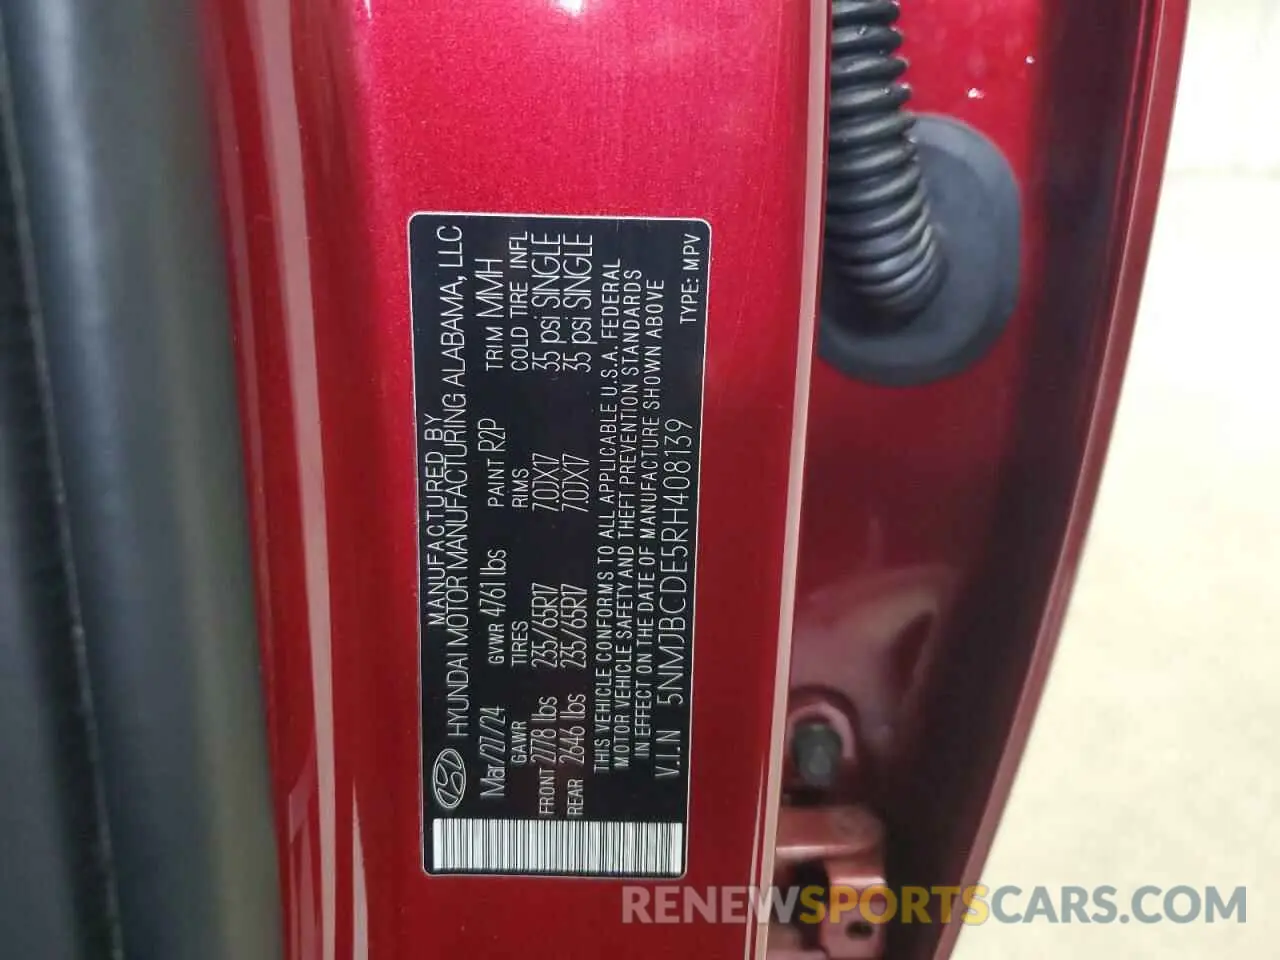 MANUFACTURED BY
HYUNDAI MOTOR MANUFACTURING ALABAMA, LLC
Mar/27/24 GVWR 4761 lbs PAINT R2P TRIM MMH
GAWR TIRES RIMS COLD TIRE INFL
FRONT 2778 lbs 235/65R17 7.0JX17 35 psi SINGLE
REAR 2646 lbs 235/65R17 7.0JX17 35 psi SINGLE
THIS VEHICLE CONFORMS TO ALL APPLICABLE U.S.A. FEDERAL
MOTOR VEHICLE SAFETY AND THEFT PREVENTION STANDARDS
IN EFFECT ON THE DATE OF MANUFACTURE SHOWN ABOVE
V.I.N 5NMJBCDE5RH408139 TYPE: MPV
RENEWSPORTSCARS.COM